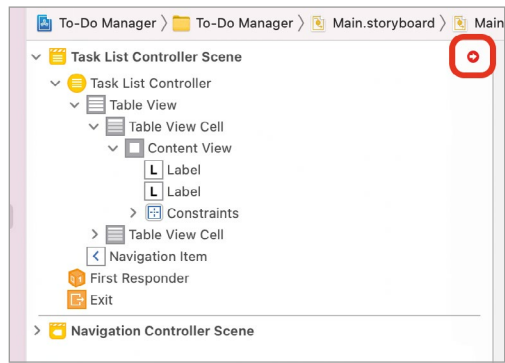 To-Do Manager 〉 To-Do Manager 〉 Main.storyboard 〉 Main
Task List Controller Scene
Task List Controller
Table View
Table View Cell
Content View
L Label
L Label
Constraints
Table View Cell
Navigation Item
First Responder
Exit
Navigation Controller Scene